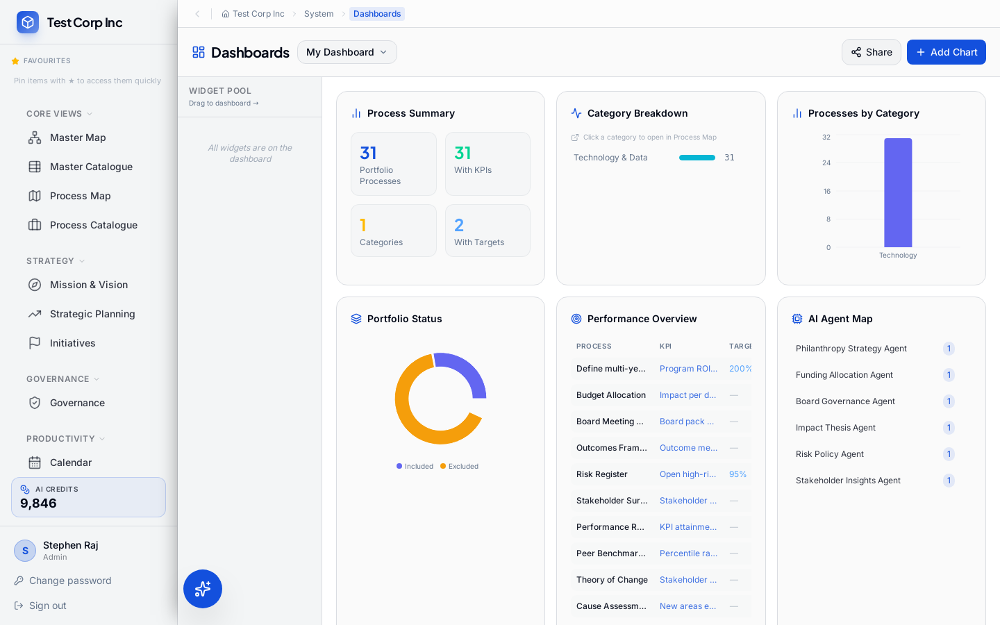 Test Corp Inc
FAVOURITES
Pin items with ★ to access them quickly
CORE VIEWS
Master Map
Master Catalogue
Process Map
Process Catalogue
STRATEGY
Mission & Vision
Strategic Planning
Initiatives
GOVERNANCE
Governance
PRODUCTIVITY
Calendar
AI CREDITS
9,846
S
Stephen Raj
Admin
Change password
Sign out
Test Corp Inc
System
Dashboards
Dashboards
My Dashboard
Share
Add Chart
WIDGET POOL
Drag to dashboard →
All widgets are on the
dashboard
Process Summary
31
Portfolio
Processes
31
With KPIs
1
Categories
2
With Targets
Category Breakdown
Click a category to open in Process Map
Technology & Data 31
Processes by Category
32
24
16
8
0
Technology
Portfolio Status
Included Excluded
Performance Overview
PROCESS KPI TARGE
Define multi-ye... Program ROI... 200%
Budget Allocation Impact per d... —
Board Meeting ... Board pack ... —
Outcomes Fram... Outcome me... —
Risk Register Open high-ri... 95%
Stakeholder Sur... Stakeholder ... —
Performance R... KPI attainme... —
Peer Benchmar... Percentile ra... —
Theory of Change Stakeholder ... —
Cause Assessm... New areas e... —
AI Agent Map
Philanthropy Strategy Agent 1
Funding Allocation Agent 1
Board Governance Agent 1
Impact Thesis Agent 1
Risk Policy Agent 1
Stakeholder Insights Agent 1